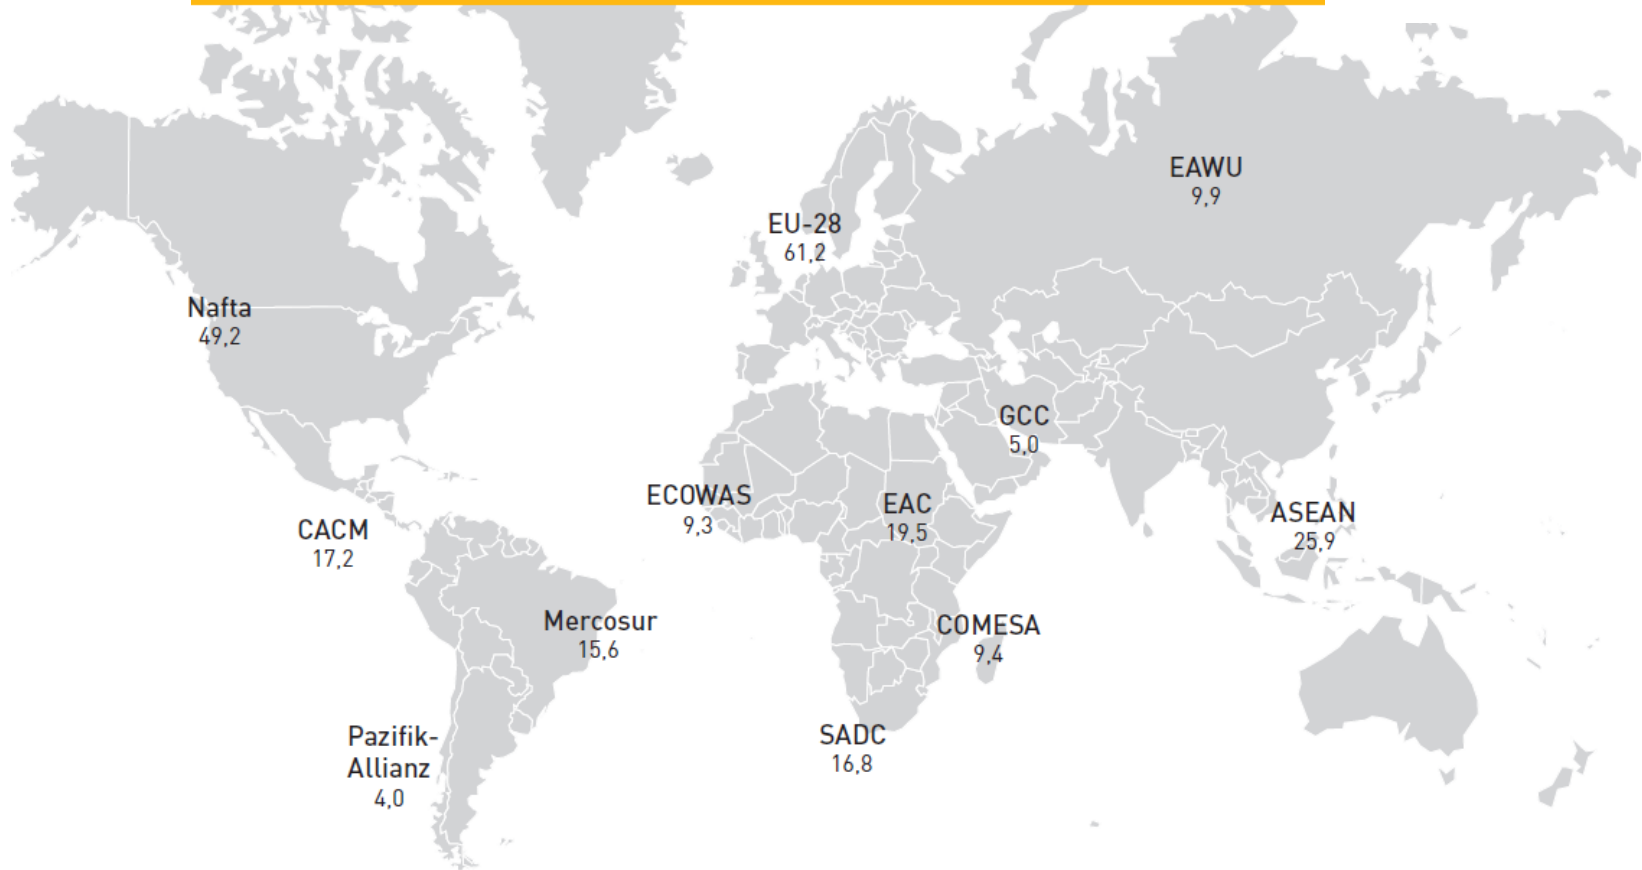 EAWU
9,9
EU-28
61,2
Nafta
49,2
GCC
5,0
ECOWAS
9,3
EAC
19,5
ASEAN
25,9
CACM
17,2
Mercosur
15,6
COMESA
9,4
SADC
16,8
Pazifik-
Allianz
4,0